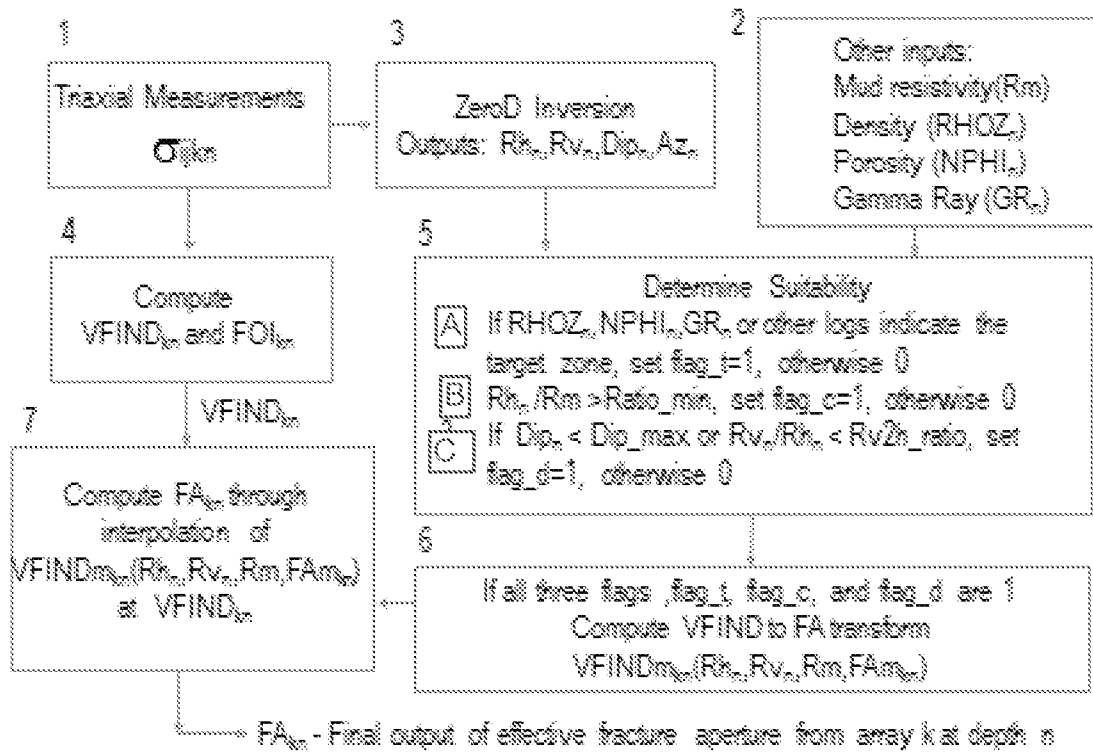 1
Triaxial Measurements
σijkn
3
ZeroD Inversion
Outputs: Rhn,Rvn,Dipn,Azn
2
Other inputs:
Mud resistivity(Rm)
Density (RHOZn)
Porosity (NPHIn)
Gamma Ray (GRn)
4
Compute
VFINDkn and FOIkn
VFINDkn
5
Determine Suitability
A If RHOZn,NPHIn,GRn or other logs indicate the
target zone, set flag_t=1, otherwise 0
B Rhn/Rm >Ratio_min, set flag_c=1, otherwise 0
C If Dipn < Dip_max or Rvn/Rhn < Rv2h_ratio, set
flag_d=1, otherwise 0
6
If all three flags ,flag_t, flag_c, and flag_d are 1
Compute VFIND to FA transform
VFINDmkn(Rhn,Rvn,Rm,FAmkn)
7
Compute FAkn through
interpolation of
VFINDmkn(Rhn,Rvn,Rm,FAmkn)
at VFINDkn
FAkn - Final output of effective fracture aperture from array k at depth n